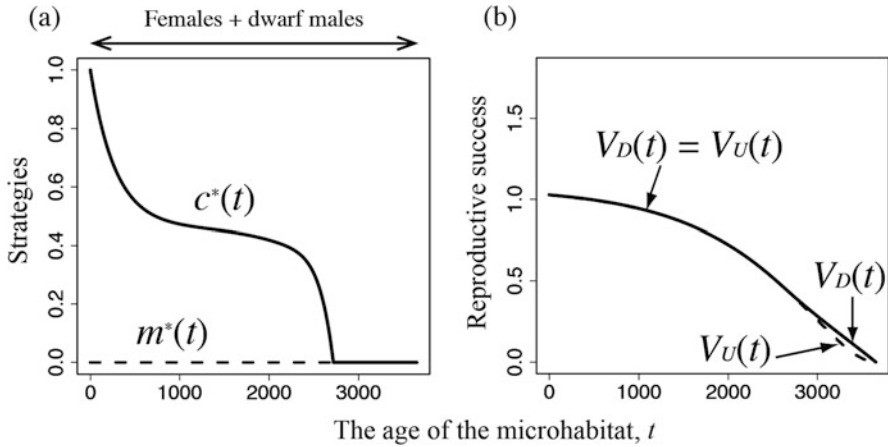 (a)
Females + dwarf males
Strategies
1.0
0.8
0.6
0.4
0.2
0.0
c*(t)
m*(t)
0 1000 2000 3000
(b)
Reproductive success
1.5
1.0
0.5
0.0
V_D(t) = V_U(t)
V_D(t)
V_U(t)
0 1000 2000 3000
The age of the microhabitat, t